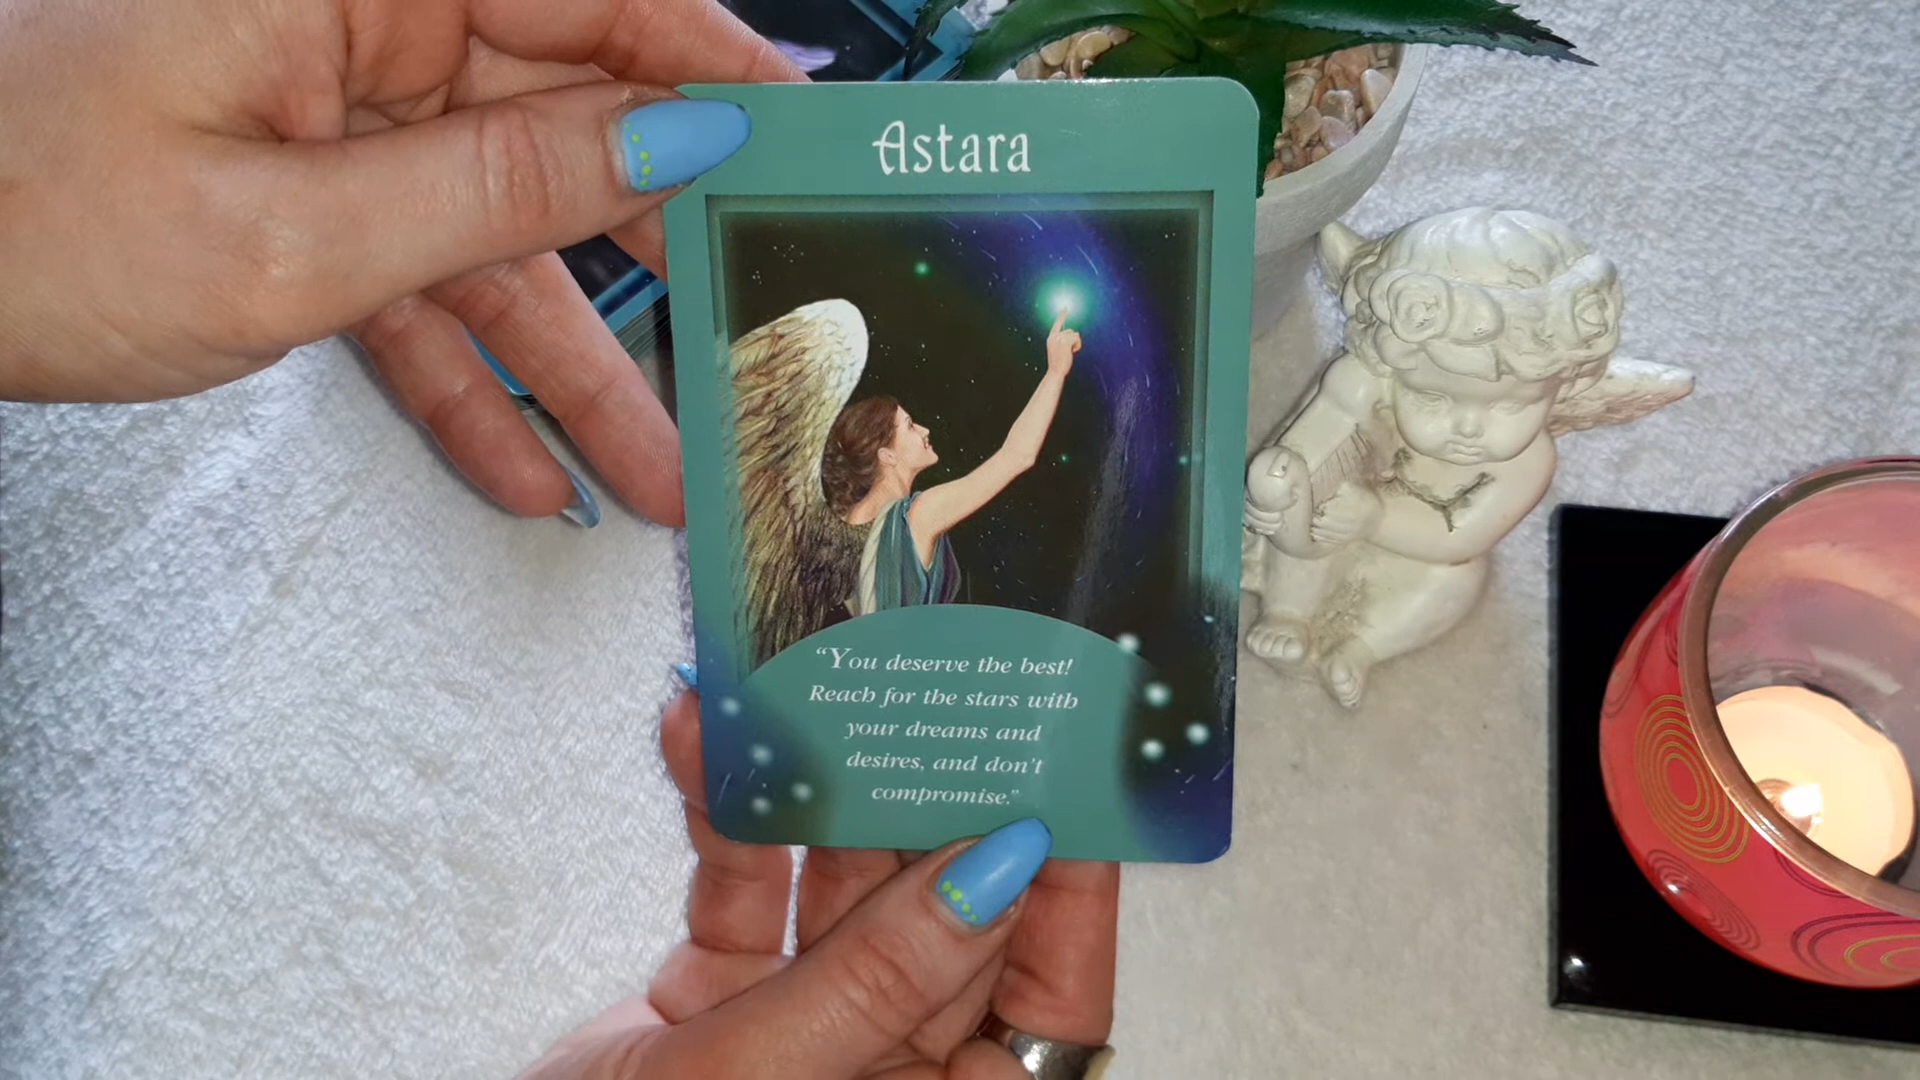 Astara
“You deserve the best!
Reach for the stars with
your dreams and
desires, and don't
compromise.”